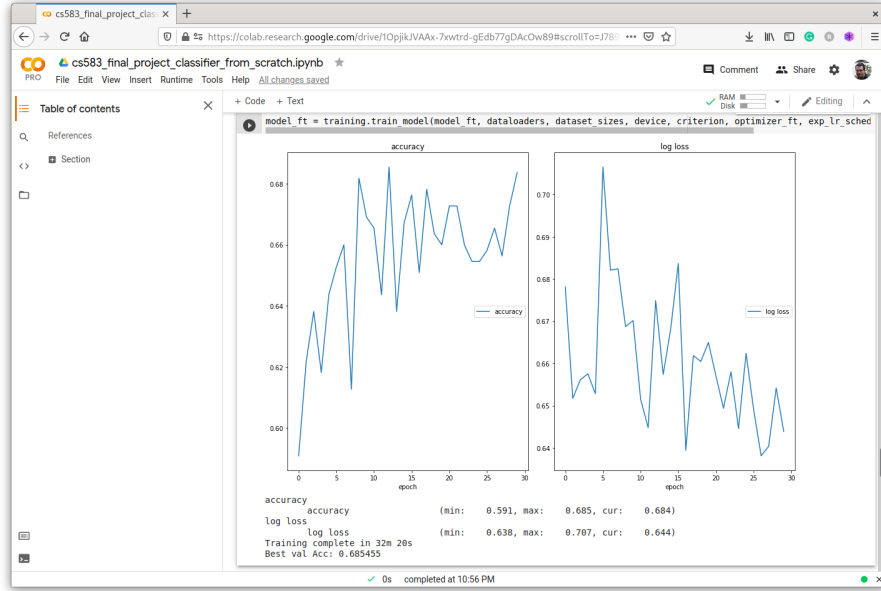 cs583_final_project_clas
https://colab.research.google.com/drive/1OpjikJVAAx-7xwtrd-gEdb77gDAcOw89#scrollTo=J789
CO
PRO
cs583_final_project_classifier_from_scratch.ipynb
File Edit View Insert Runtime Tools Help All changes saved
Comment Share
Table of contents
References
Section
+ Code + Text
RAM
Disk
Editing
model_ft = training.train_model(model_ft, dataloaders, dataset_sizes, device, criterion, optimizer_ft, exp_lr_sched
accuracy
0.68
0.66
0.64
0.62
0.60
0 5 10 15 20 25 30
epoch
accuracy
log loss
0.70
0.69
0.68
0.67
0.66
0.65
0.64
0 5 10 15 20 25 30
epoch
log loss
accuracy
accuracy (min: 0.591, max: 0.685, cur: 0.684)
log loss
log loss (min: 0.638, max: 0.707, cur: 0.644)
Training complete in 32m 20s
Best val Acc: 0.685455
0s completed at 10:56 PM